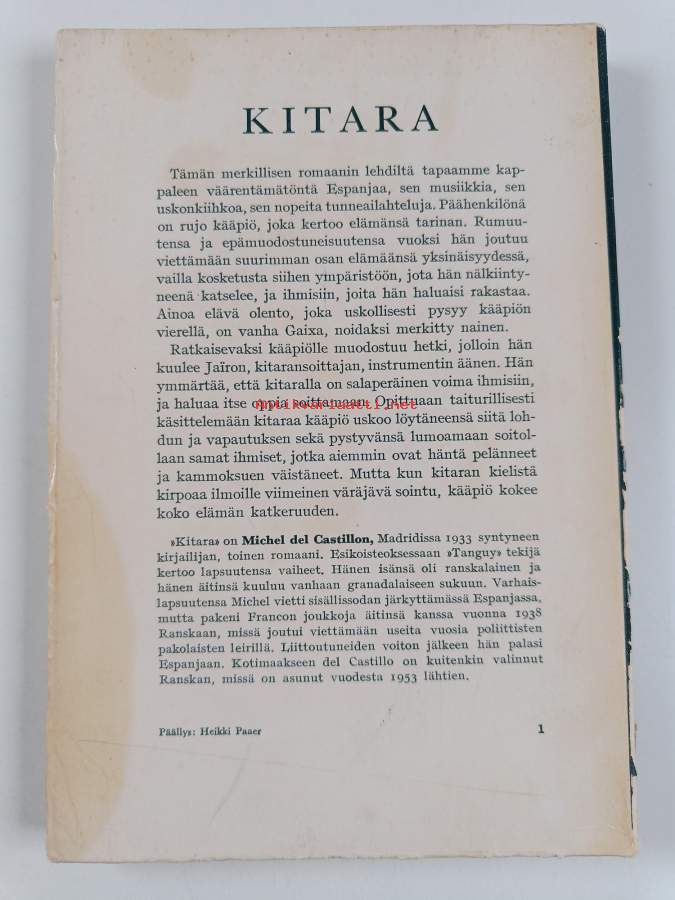 KITARA
Tämän merkillisen romaanin lehdiltä tapaamme kap-
paleen väärentämätöntä Espanjaa, sen musiikkia, sen
uskonkiihkoa, sen nopeita tunneailahteluja. Päähenkilönä
on rujo kääpiö, joka kertoo elämänsä tarinan. Rumuu-
tensa ja epämuodostuneisuutensa vuoksi hän joutuu
viettämään suurimman osan elämäänsä yksinäisyydessä,
vailla kosketusta siihen ympäristöön, jota hän nälkiinty-
neenä katselee, ja ihmisiin, joita hän haluaisi rakastaa.
Ainoa elävä olento, joka uskollisesti pysyy kääpiön
vierellä, on vanha Gaixa, noidaksi merkitty nainen.
Ratkaisevaksi kääpiölle muodostuu hetki, jolloin hän
kuulee Jaïron, kitaransoittajan, instrumentin äänen. Hän
ymmärtää, että kitaralla on salaperäinen voima ihmisiin,
ja haluaa itse oppia soittamaan. Opittuaan taiturillisesti
Antikvariaatti.net
käsittelemään kitaraa kääpiö uskoo löytäneensä siitä loh-
dun ja vapautuksen sekä pystyvänsä lumoamaan soitol-
laan samat ihmiset, jotka aiemmin ovat häntä pelänneet
ja kammoksuen väistäneet. Mutta kun kitaran kielistä
kirpoaa ilmoille viimeinen väräjävä sointu, kääpiö kokee
koko elämän katkeruuden.
»Kitara» on Michel del Castillon, Madridissa 1933 syntyneen
kirjailijan, toinen romaani. Esikoisteoksessaan »Tanguy» tekijä
kertoo lapsuutensa vaiheet. Hänen isänsä oli ranskalainen ja
hänen äitinsä kuuluu vanhaan granadalaiseen sukuun. Varhais-
lapsuutensa Michel vietti sisällissodan järkyttämässä Espanjassa,
mutta pakeni Francon joukkoja äitinsä kanssa vuonna 1938
Ranskaan, missä joutui viettämään useita vuosia poliittisten
pakolaisten leirillä. Liittoutuneiden voiton jälkeen hän palasi
Espanjaan. Kotimaakseen del Castillo on kuitenkin valinnut
Ranskan, missä on asunut vuodesta 1953 lähtien.
Päällys: Heikki Paaer 1